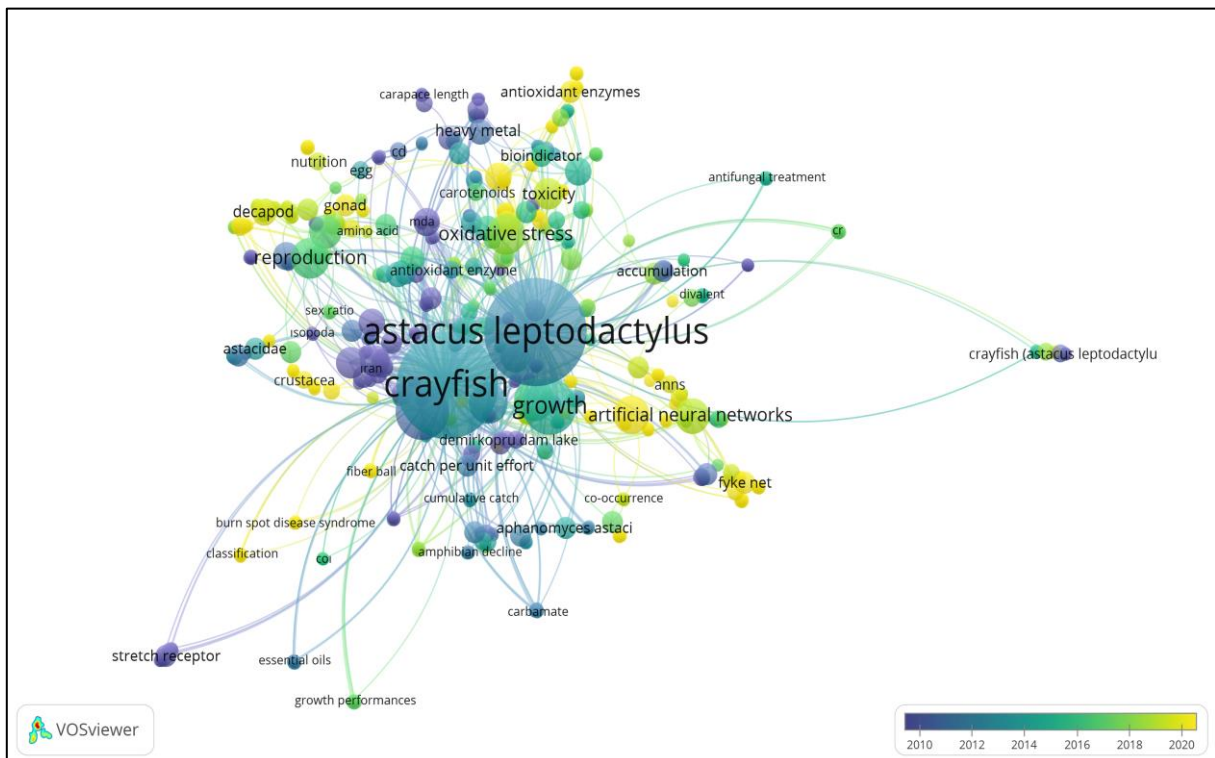 carapace length
antioxidant enzymes
heavy metal
cd
bioindicator
nutrition
egg
antifungal treatment
carotenoids
toxicity
decapod
gonad
mda
amino acid
oxidative stress
cr
reproduction
antioxidant enzyme
accumulation
divalent
sex ratio
isopoda
astacus leptodactylus
astacidae
crayfish (astacus leptodactylu
iran
crustacea
crayfish
anns
growth
artificial neural networks
demirkopru dam lake
catch per unit effort
fiber ball
fyke net
cumulative catch
co-occurrence
burn spot disease syndrome
aphanomyces astaci
classification
coi
amphibian decline
carbamate
stretch receptor
essential oils
growth performances
VOSviewer
2010 2012 2014 2016 2018 2020